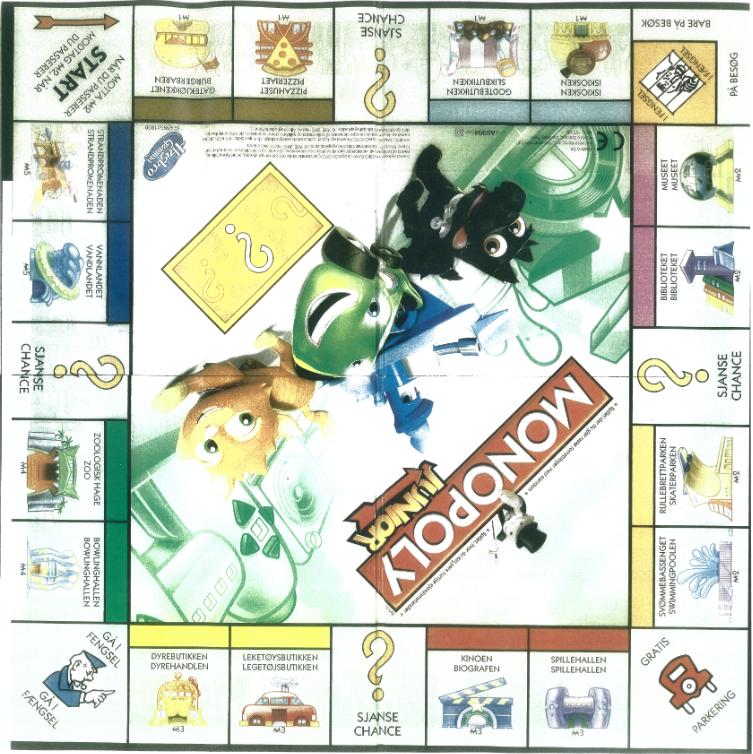 MOTTA M2
NÅR DU PASSERER
START
MODTAG M2, NÅR
DU PASSERER
GATEKJØKKENET
BURGERBAREN
M1
PIZZAHUSET
PIZZERIAET
M1
SJANSE
CHANCE
GODTEBUTIKKEN
SLIKBUTIKKEN
M1
ISKIOSKEN
ISKIOSKEN
M1
BARE PÅ BESØK
I FENGSEL
I FÆNGSEL
PÅ BESØG
MUSEET
MUSEET
M2
BIBLIOTEKET
BIBLIOTEKET
M2
SJANSE
CHANCE
RULLEBRETTPARKEN
SKATERPARKEN
M2
SVØMMEBASSENGET
SWIMMINGPOOLEN
M2
GRATIS
PARKERING
SPILLEHALLEN
SPILLEHALLEN
M3
KINOEN
BIOGRAFEN
M3
SJANSE
CHANCE
LEKETØYSBUTIKKEN
LEGETØJSBUTIKKEN
M3
DYREBUTIKKEN
DYREHANDLEN
M3
GÅ I
FENGSEL
GÅ I
FÆNGSEL
BOWLINGHALLEN
BOWLINGHALLEN
M4
ZOOLOGISK HAGE
ZOO
M4
SJANSE
CHANCE
VANNLANDET
VANDLANDET
M5
STRANDPROMENADEN
STRANDPROMENADEN
M5
MONOPOLY
JUNIOR
CE